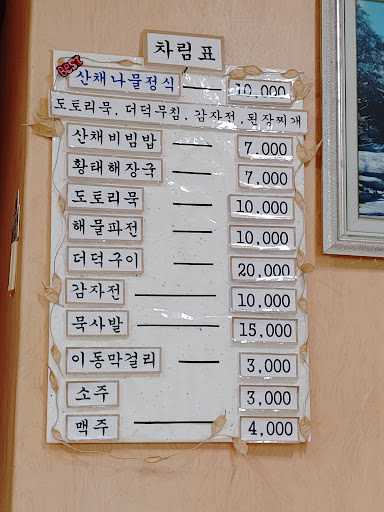 차림표
BEST
산채나물정식 10,000
도토리묵, 더덕무침, 감자전, 된장찌개
산채비빔밥 7,000
황태해장국 7,000
도토리묵 10,000
해물파전 10,000
더덕구이 20,000
감자전 10,000
묵사발 15,000
이동막걸리 3,000
소주 3,000
맥주 4,000